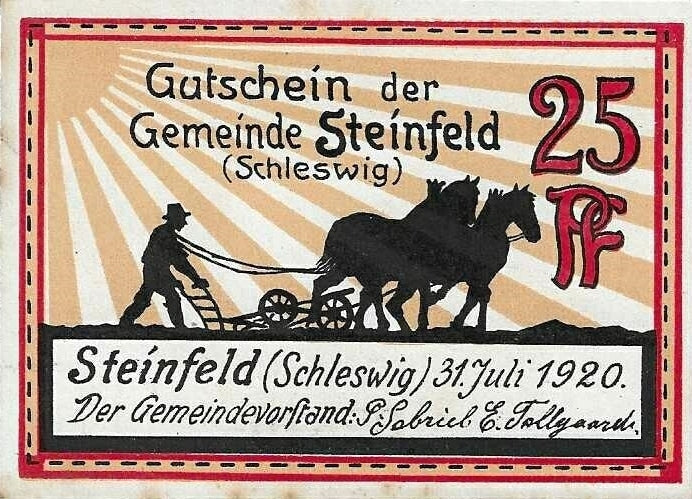 Gutschein der
Gemeinde Steinfeld
(Schleswig)
25
Pf
Steinfeld (Schleswig) 31. Juli 1920.
Der Gemeindevorstand: P. E.